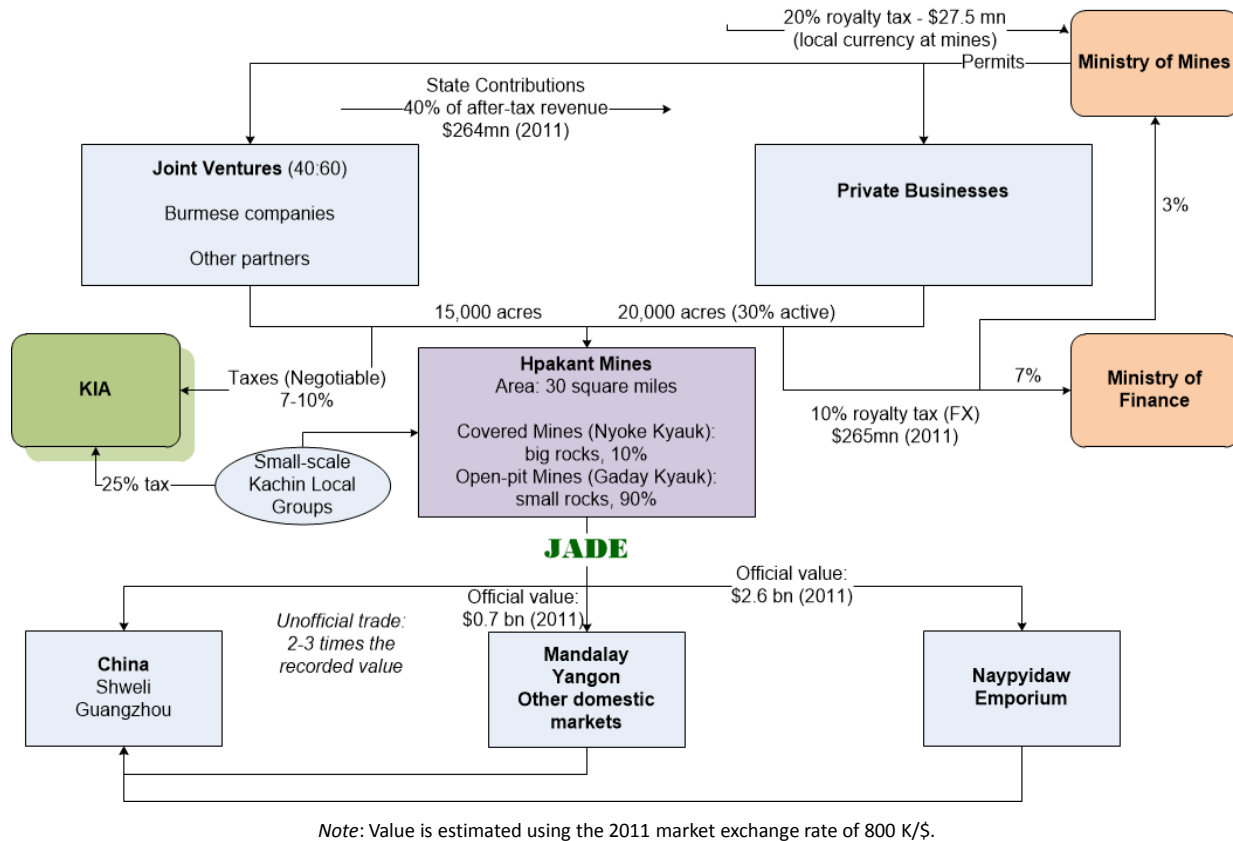 20% royalty tax - $27.5 mn
(local currency at mines)
Ministry of Mines
Permits
State Contributions
40% of after-tax revenue
$264mn (2011)
Joint Ventures (40:60)
Burmese companies
Other partners
Private Businesses
3%
15,000 acres
20,000 acres (30% active)
KIA
Taxes (Negotiable)
7-10%
Hpakant Mines
Area: 30 square miles
Covered Mines (Nyoke Kyauk):
big rocks, 10%
Open-pit Mines (Gaday Kyauk):
small rocks, 90%
7%
10% royalty tax (FX)
$265mn (2011)
Ministry of
Finance
25% tax
Small-scale
Kachin Local
Groups
JADE
Official value:
$2.6 bn (2011)
Official value:
$0.7 bn (2011)
Unofficial trade:
2-3 times the
recorded value
China
Shweli
Guangzhou
Mandalay
Yangon
Other domestic
markets
Naypyidaw
Emporium
Note: Value is estimated using the 2011 market exchange rate of 800 K/$.